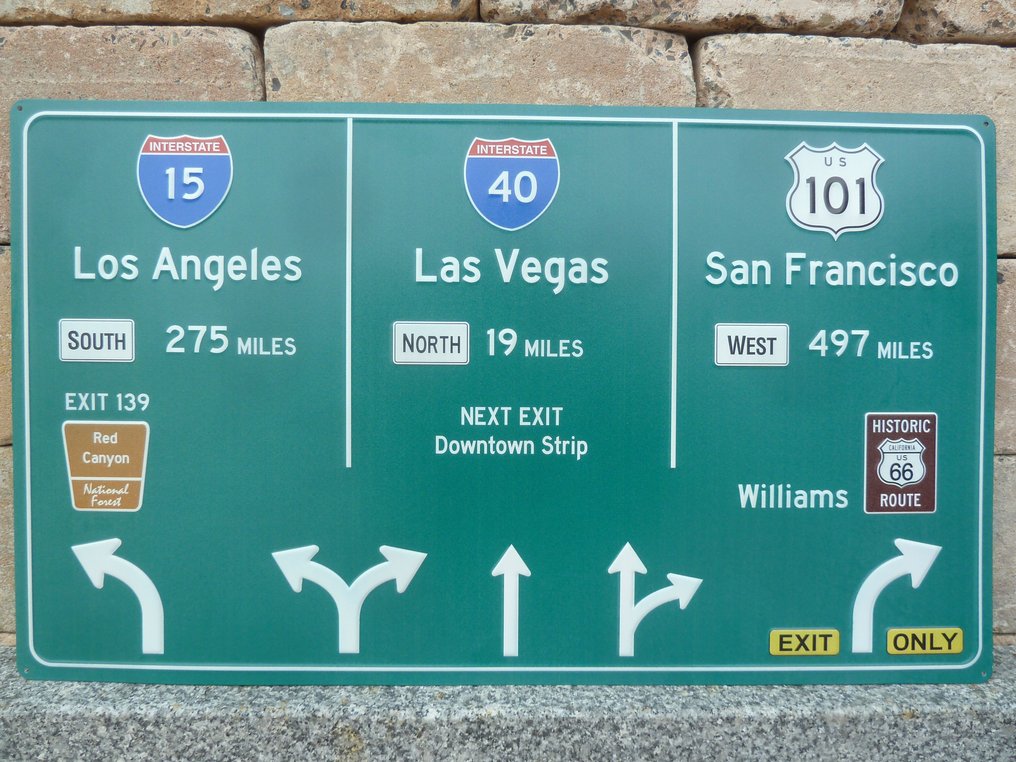 INTERSTATE
15
Los Angeles
SOUTH 275 MILES
EXIT 139
Red
Canyon
National
Forest
INTERSTATE
40
Las Vegas
NORTH 19 MILES
NEXT EXIT
Downtown Strip
US
101
San Francisco
WEST 497 MILES
Williams
HISTORIC
CALIFORNIA
US
66
ROUTE
EXIT ONLY